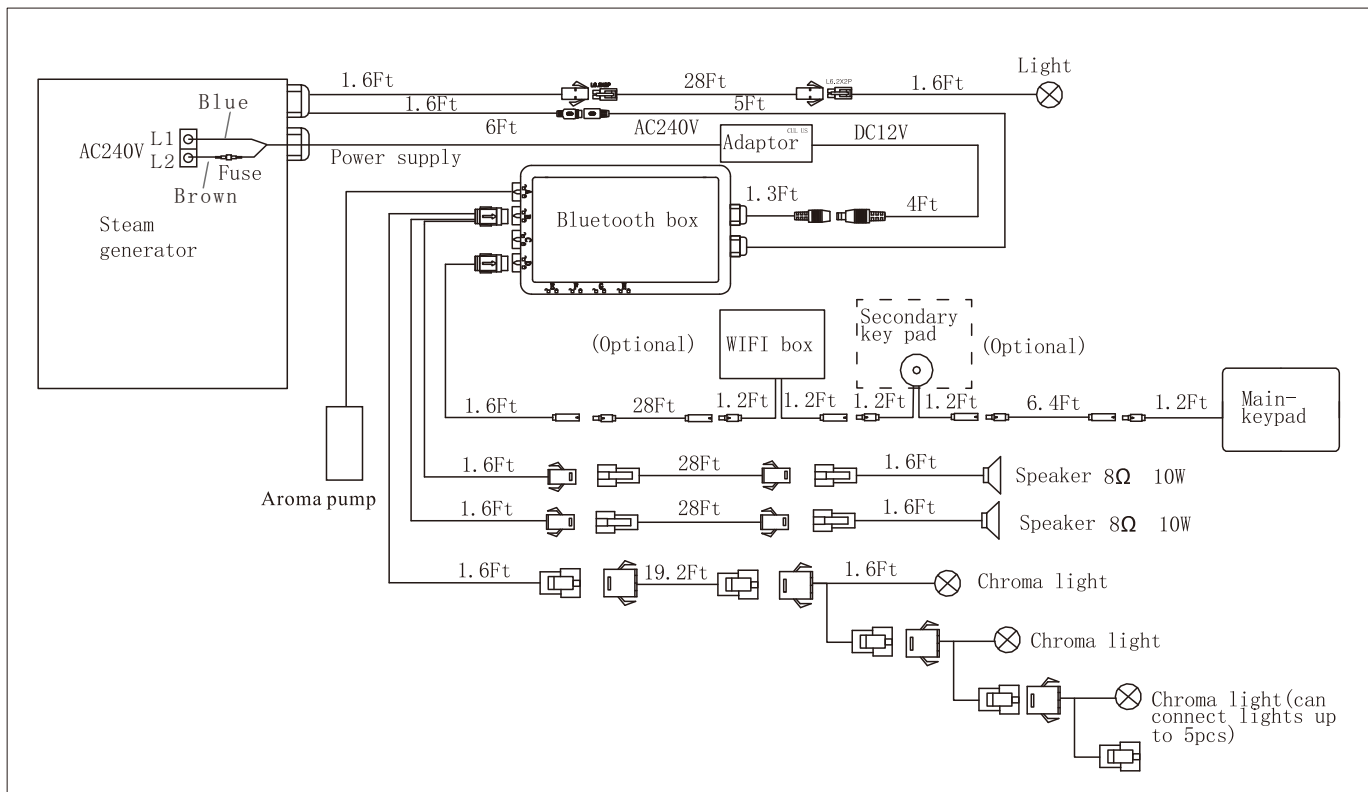 1.6Ft
28Ft
L6.2X2P
1.6Ft
Light
1.6Ft
5Ft
Blue
6Ft
AC240V
Adaptor
CUL US
DC12V
AC240V
L1
L2
Fuse
Brown
Power supply
Steam
generator
Bluetooth box
1.3Ft
4Ft
A
B
C
D
E
F
G
H
(Optional)
WIFI box
Secondary
key pad
(Optional)
1.6Ft
28Ft
1.2Ft
1.2Ft
1.2Ft
1.2Ft
6.4Ft
1.2Ft
Main-
keypad
Aroma pump
1.6Ft
28Ft
1.6Ft
Speaker 8Ω 10W
1.6Ft
28Ft
1.6Ft
Speaker 8Ω 10W
1.6Ft
19.2Ft
1.6Ft
Chroma light
Chroma light
Chroma light(can
connect lights up
to 5pcs)